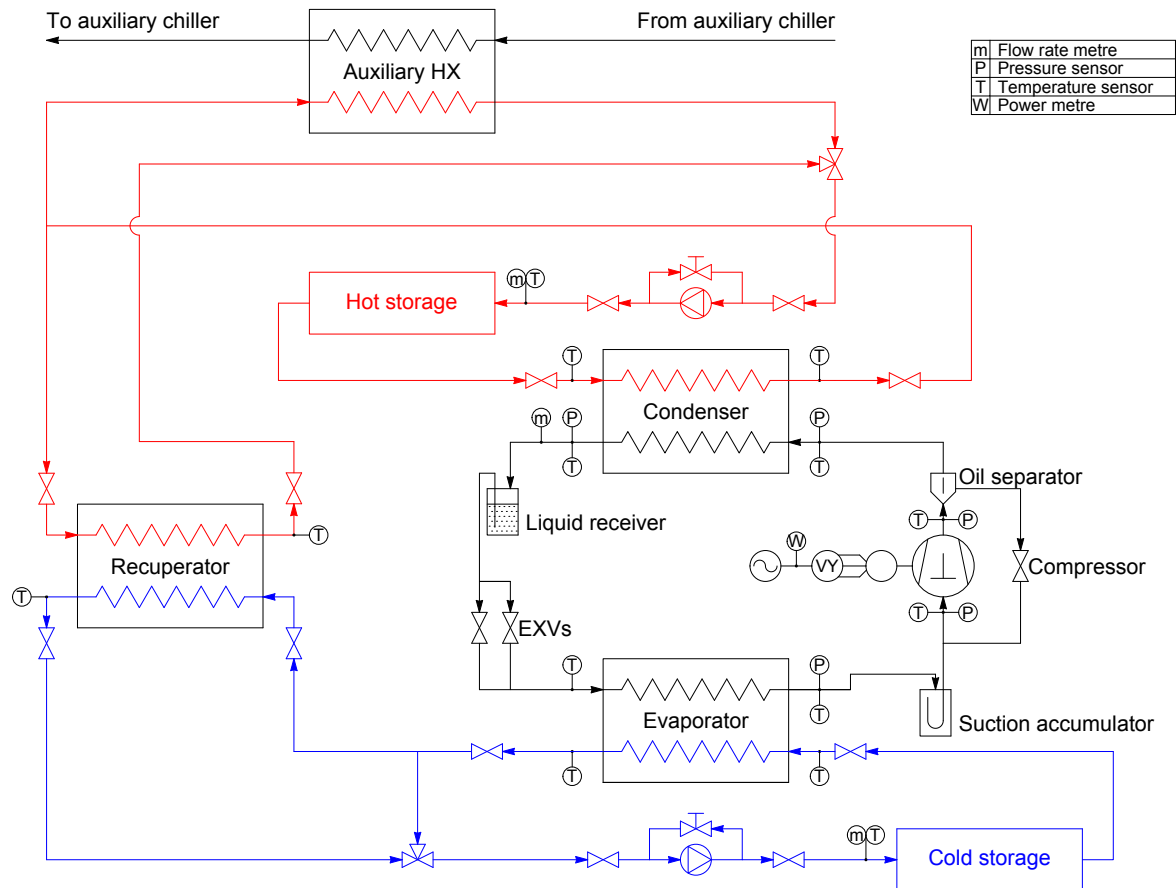 To auxiliary chiller
From auxiliary chiller
Auxiliary HX
m Flow rate metre
P Pressure sensor
T Temperature sensor
W Power metre
m T
Hot storage
T
T
Condenser
m P
P
T
T
Oil separator
Liquid receiver
T P
T
W
Recuperator
VY
Compressor
T
T P
EXVs
T
P
Evaporator
T
Suction accumulator
T
T
m T
Cold storage